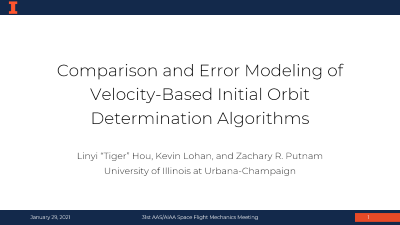 Comparison and Error Modeling of
Velocity-Based Initial Orbit
Determination Algorithms
Linyi "Tiger" Hou, Kevin Lohan, and Zachary R. Putnam
University of Illinois at Urbana-Champaign
January 29, 2021
31st AAS/AIAA Space Flight Mechanics Meeting
1